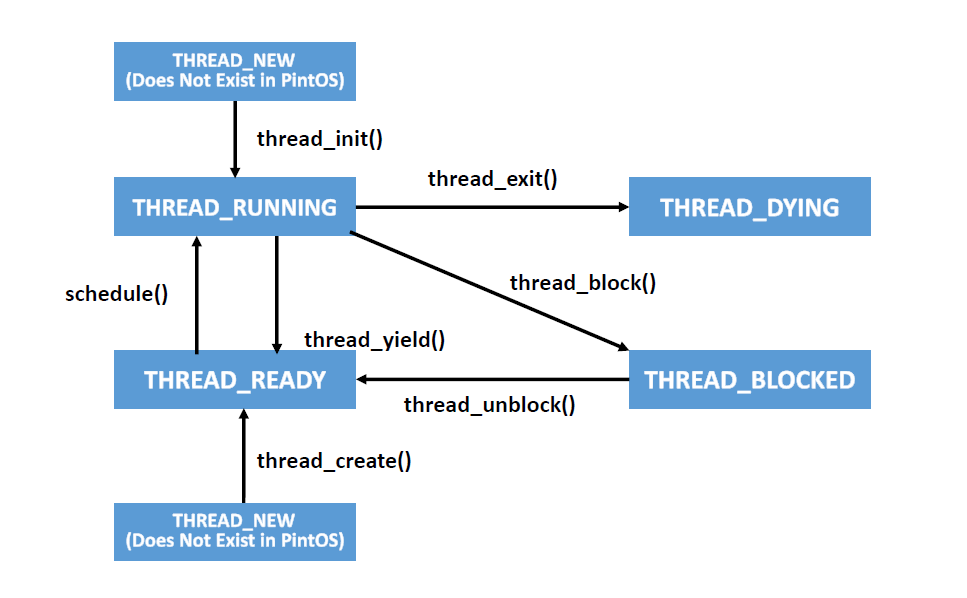 THREAD_NEW
(Does Not Exist in PintOS)
thread_init()
thread_exit()
THREAD_RUNNING
THREAD_DYING
schedule()
thread_block()
thread_yield()
THREAD_READY
THREAD_BLOCKED
thread_unblock()
thread_create()
THREAD_NEW
(Does Not Exist in PintOS)